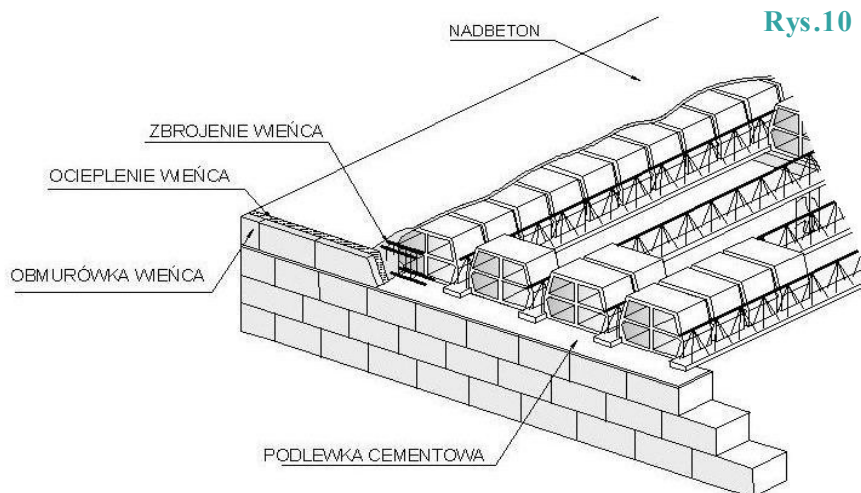 Rys.10
NADBETON
ZBROJENIE WIEŃCA
OCIEPLENIE WIEŃCA
OBMURÓWKA WIEŃCA
PODLEWKA CEMENTOWA